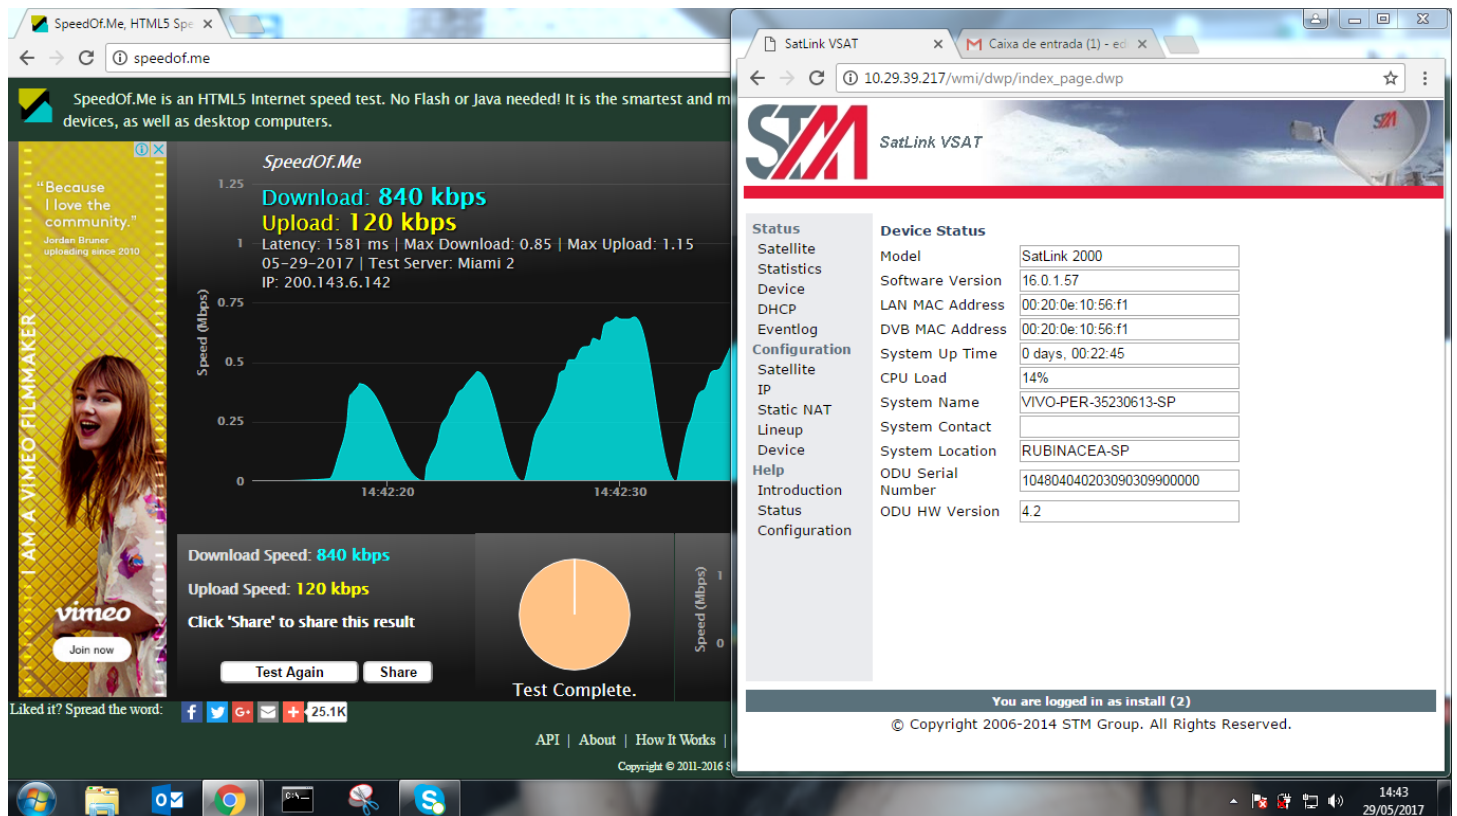 SpeedOf.Me, HTML5 Spe
speedof.me
SpeedOf.Me is an HTML5 Internet speed test. No Flash or Java needed! It is the smartest and m
devices, as well as desktop computers.
“Because
I love the
community.”
Jordan Bruner
uploading since 2010
I AM A VIMEO FILMMAKER
vimeo
Join now
SpeedOf.Me
Download: 840 kbps
Upload: 120 kbps
Latency: 1581 ms | Max Download: 0.85 | Max Upload: 1.15
05-29-2017 | Test Server: Miami 2
IP: 200.143.6.142
Speed (Mbps)
1.25
1
0.75
0.5
0.25
0
14:42:20
14:42:30
Download Speed: 840 kbps
Upload Speed: 120 kbps
Click 'Share' to share this result
Test Again
Share
Test Complete.
Speed (Mbps)
1
0
Liked it? Spread the word:
25.1K
API | About | How It Works |
Copyright © 2011-2016 S
SatLink VSAT
Caixa de entrada (1) - ed
10.29.39.217/wmi/dwp/index_page.dwp
STM
SatLink VSAT
STM
Status
Satellite
Statistics
Device
DHCP
Eventlog
Configuration
Satellite
IP
Static NAT
Lineup
Device
Help
Introduction
Status
Configuration
Device Status
Model SatLink 2000
Software Version 16.0.1.57
LAN MAC Address 00:20:0e:10:56:f1
DVB MAC Address 00:20:0e:10:56:f1
System Up Time 0 days, 00:22:45
CPU Load 14%
System Name VIVO-PER-35230613-SP
System Contact
System Location RUBINACEA-SP
ODU Serial
Number 104804040203090309900000
ODU HW Version 4.2
You are logged in as install (2)
© Copyright 2006-2014 STM Group. All Rights Reserved.
14:43
29/05/2017